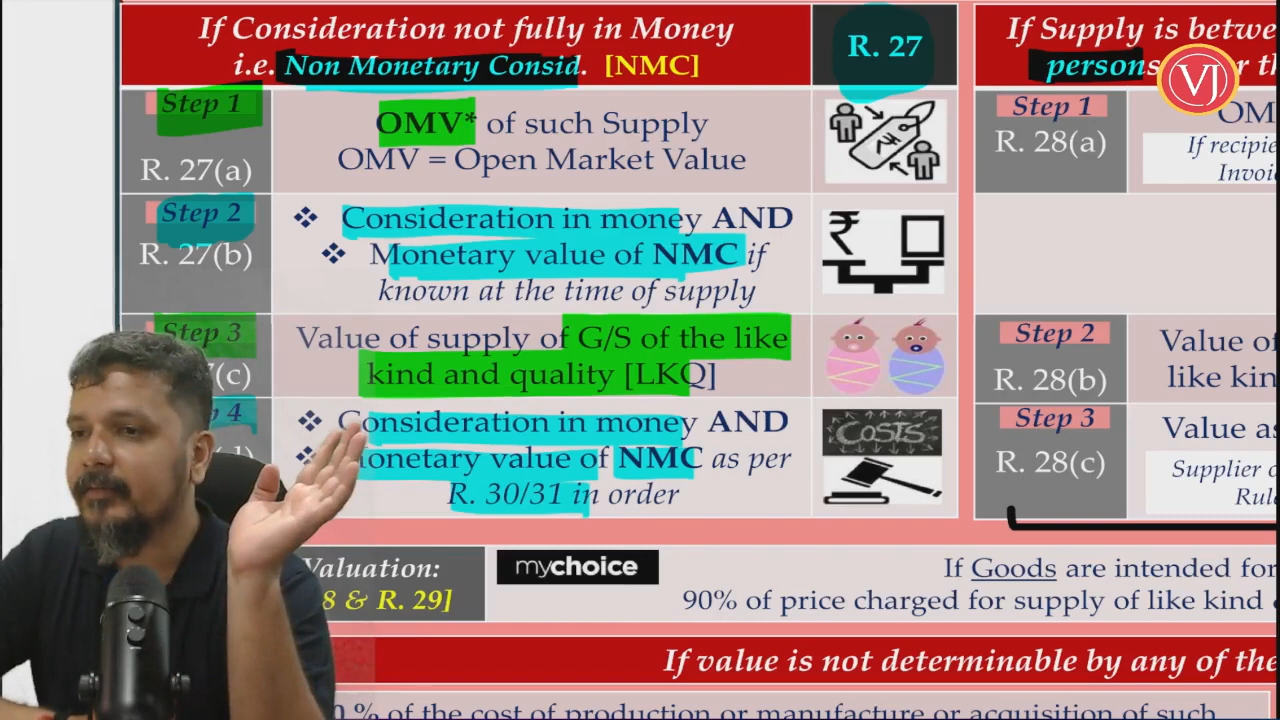 If Consideration not fully in Money
i.e. Non Monetary Consid. [NMC]
R. 27
Step 1
R. 27(a)
OMV* of such Supply
OMV = Open Market Value
Step 2
R. 27(b)
❖ Consideration in money AND
❖ Monetary value of NMC if
known at the time of supply
Step 3
(c)
Value of supply of G/S of the like
kind and quality [LKQ]
4
❖ Consideration in money AND
Monetary value of NMC as per
R. 30/31 in order
COSTS
If Supply is betwe
persons
VJ
Step 1
R. 28(a)
OM
If recipie
Invoi
Step 2
R. 28(b)
Value of
like kin
Step 3
R. 28(c)
Value as
Supplier
Rul
Valuation:
8 & R. 29]
mychoice
If Goods are intended for
90% of price charged for supply of like kind
If value is not determinable by any of the
0 % of the cost of production or manufacture or acquisition of such